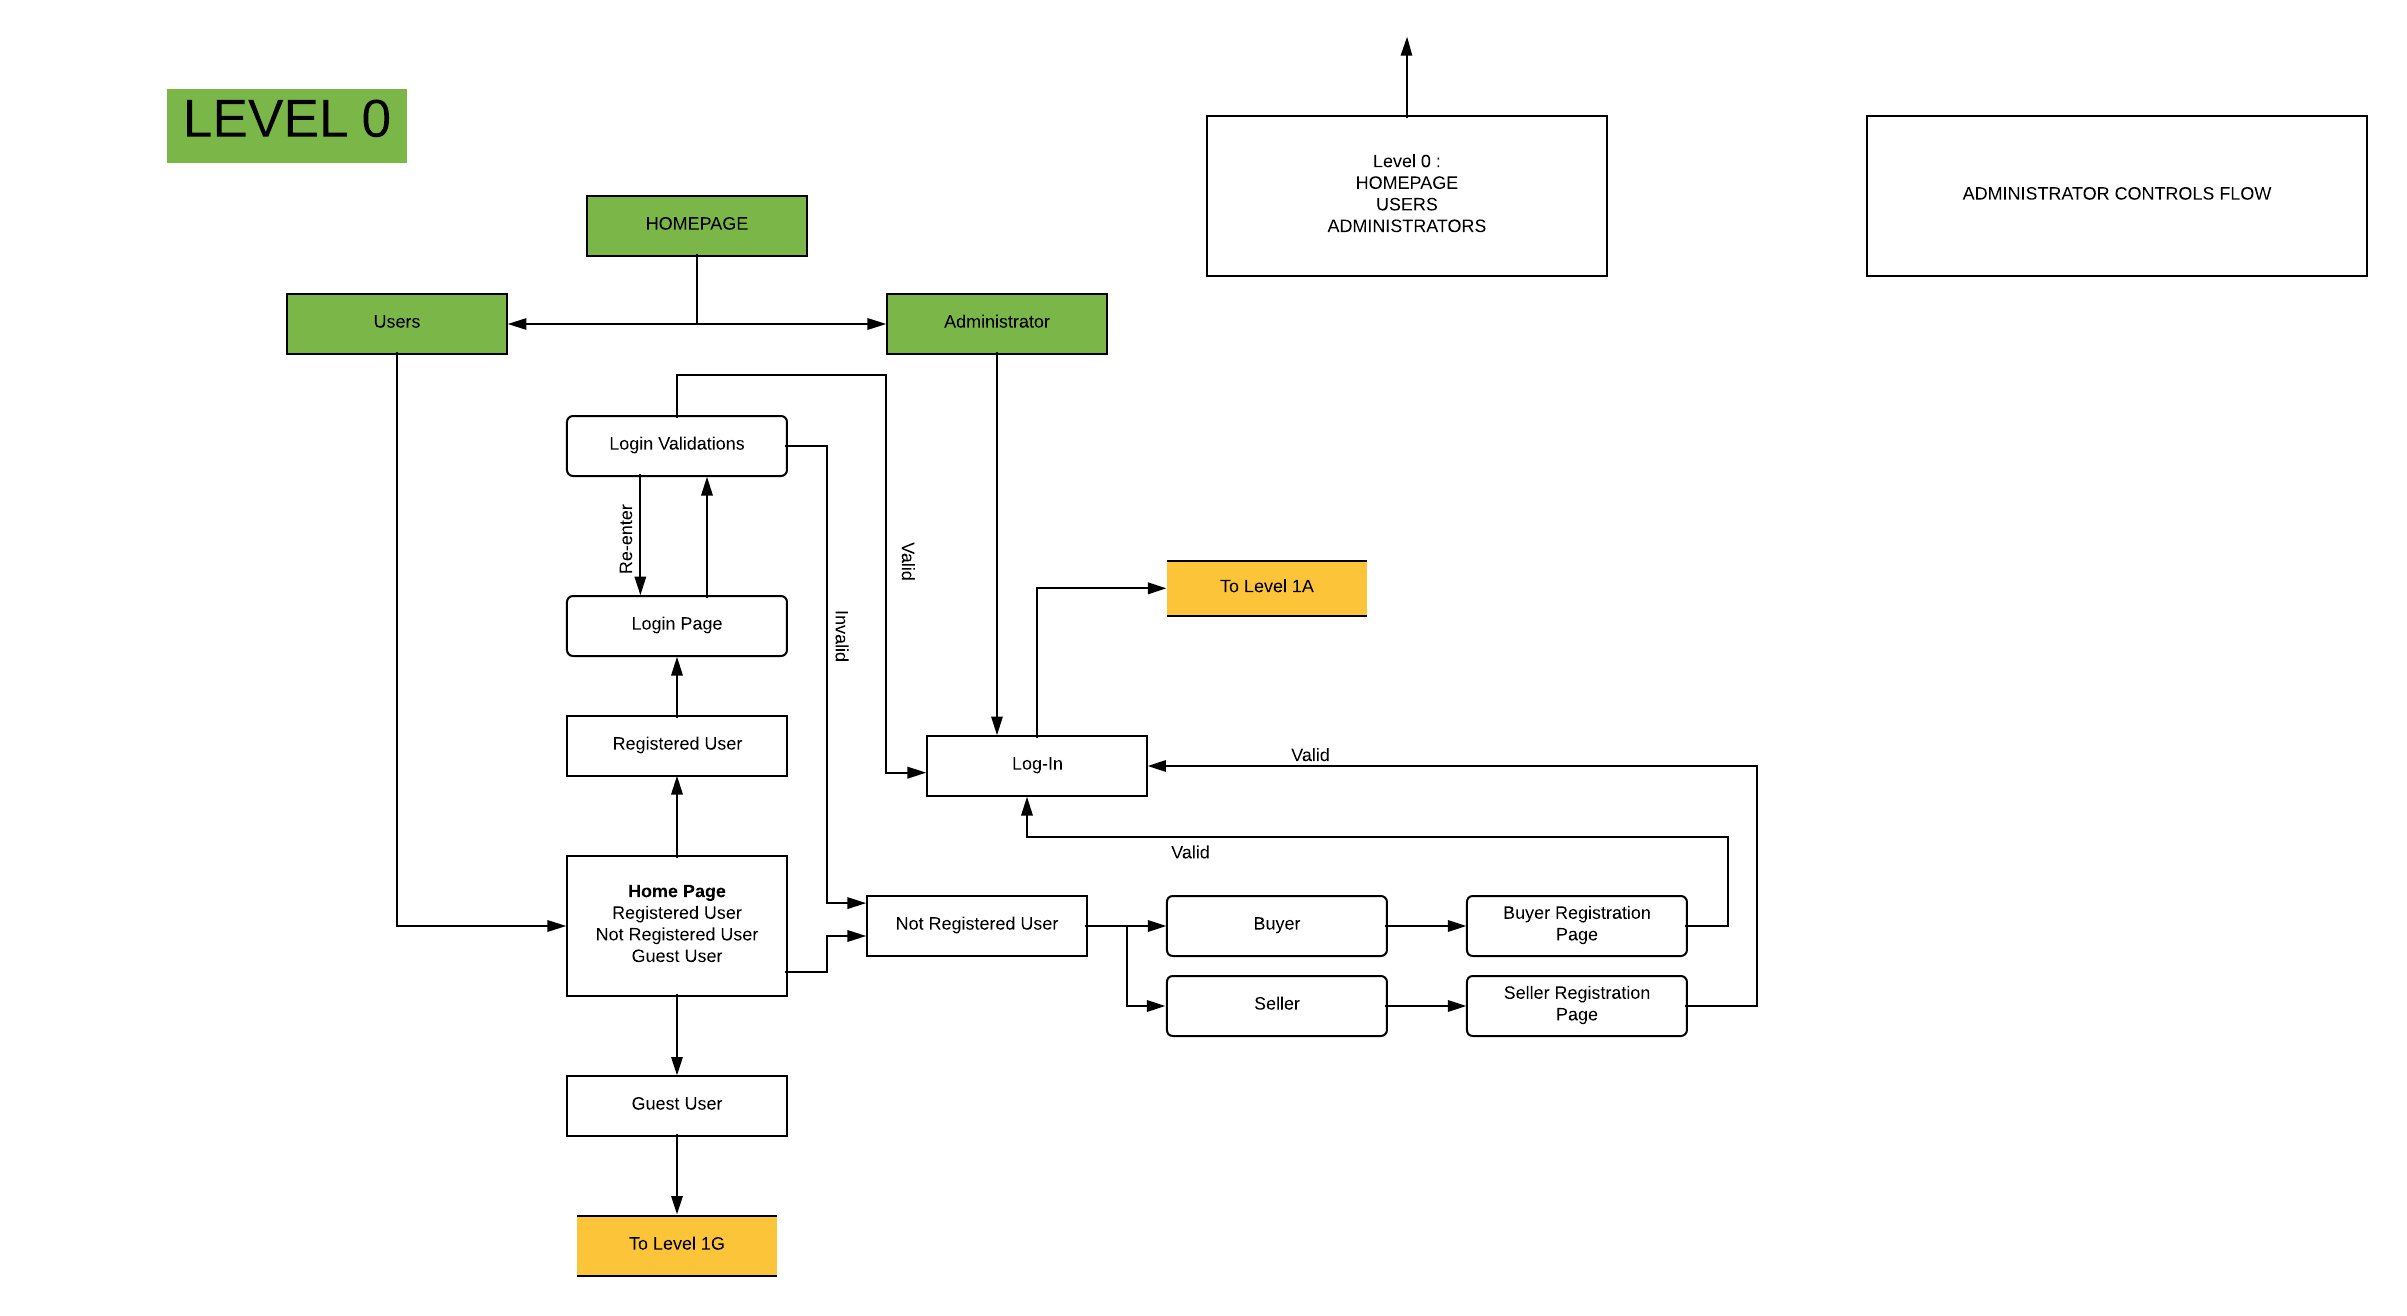 LEVEL 0
Level 0 :
HOMEPAGE
USERS
ADMINISTRATORS
ADMINISTRATOR CONTROLS FLOW
HOMEPAGE
Users
Administrator
Login Validations
Re-enter
Valid
Invalid
To Level 1A
Login Page
Registered User
Log-In
Valid
Valid
Home Page
Registered User
Not Registered User
Guest User
Not Registered User
Buyer
Buyer Registration
Page
Seller
Seller Registration
Page
Guest User
To Level 1G